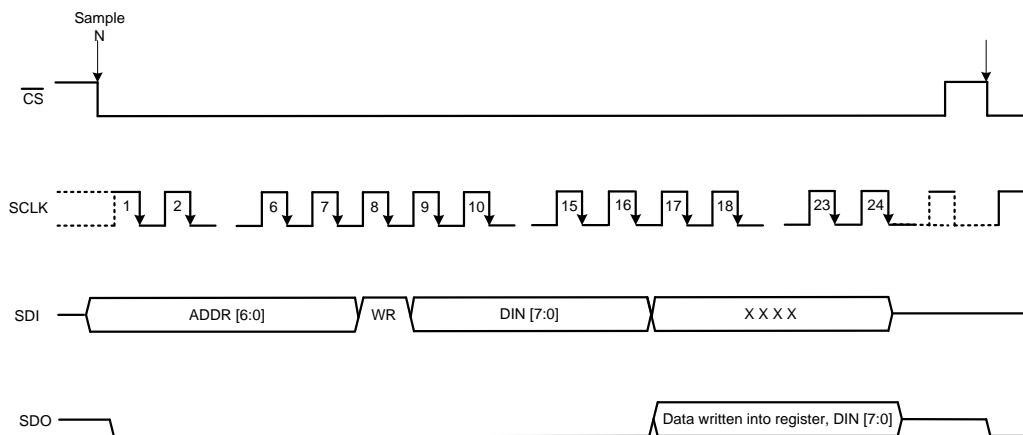 Sample
N
CS
SCLK
1 2 6 7 8 9 10 15 16 17 18 23 24
SDI
ADDR [6:0] WR DIN [7:0] X X X X
SDO
Data written into register, DIN [7:0]